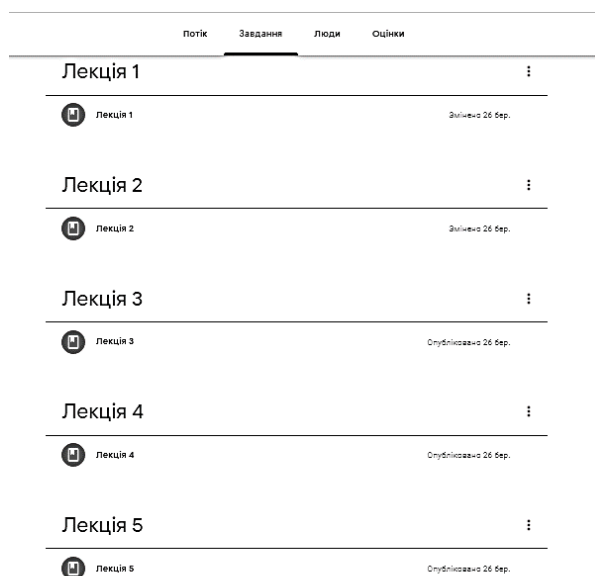 Потік Завдання Люди Оцінки
Лекція 1
Лекція 1 Змінено 26 бер.
Лекція 2
Лекція 2 Змінено 26 бер.
Лекція 3
Лекція 3 Опубліковано 26 бер.
Лекція 4
Лекція 4 Опубліковано 26 бер.
Лекція 5
Лекція 5 Опубліковано 26 бер.